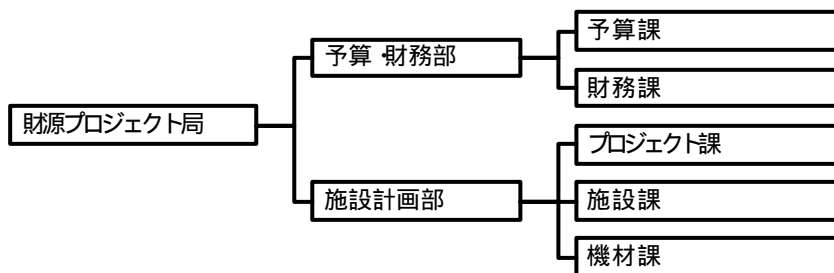 予算課
予算・財務部
財務課
財源プロジェクト局
プロジェクト課
施設計画部
施設課
機材課